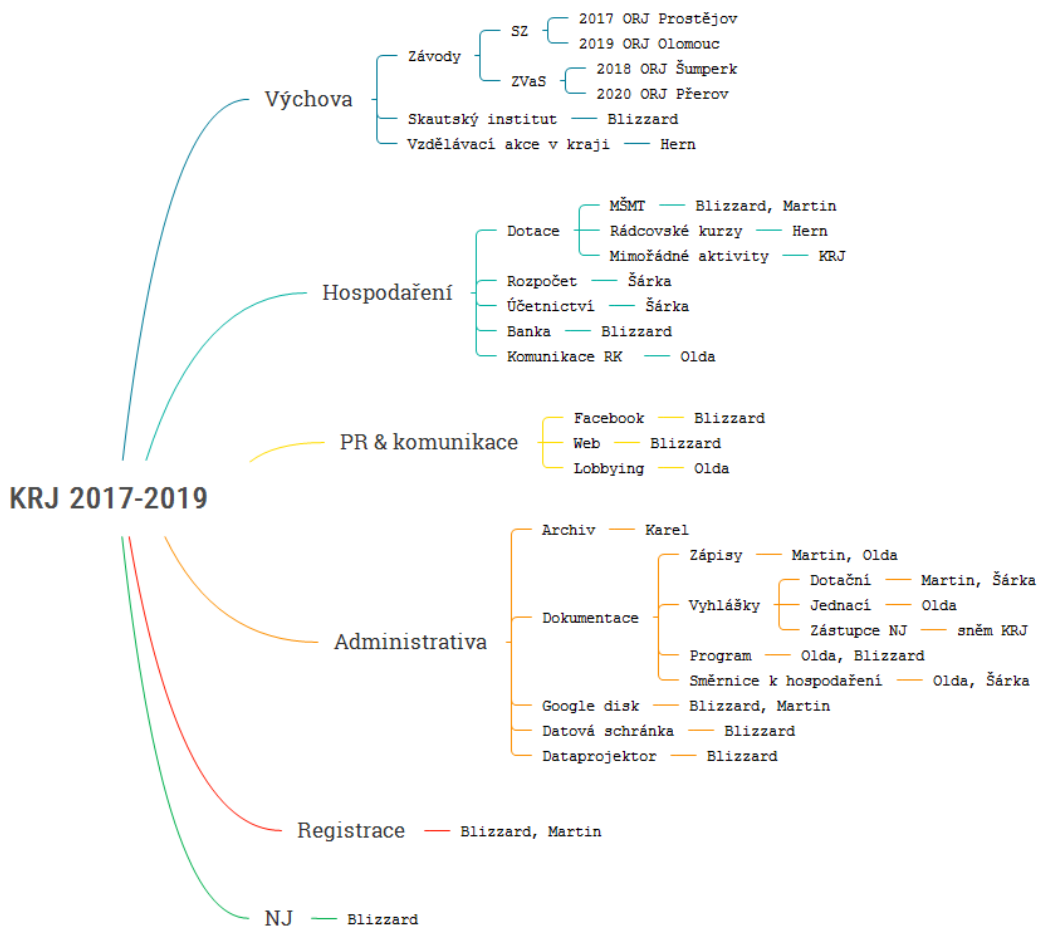 KRJ 2017-2019
Výchova
Závody
SZ
2017 ORJ Prostějov
2019 ORJ Olomouc
ZVaS
2018 ORJ Šumperk
2020 ORJ Přerov
Skautský institut
Blizzard
Vzdělávací akce v kraji
Hern
Hospodaření
Dotace
MŠMT
Blizzard, Martin
Rádcovské kurzy
Hern
Mimořádné aktivity
KRJ
Rozpočet
Šárka
Účetnictví
Šárka
Banka
Blizzard
Komunikace RK
Olda
PR & komunikace
Facebook
Blizzard
Web
Blizzard
Lobbying
Olda
Administrativa
Archiv
Karel
Dokumentace
Zápisy
Martin, Olda
Vyhlášky
Dotační
Martin, Šárka
Jednací
Olda
Zástupce NJ
sněm KRJ
Program
Olda, Blizzard
Směrnice k hospodaření
Olda, Šárka
Google disk
Blizzard, Martin
Datová schránka
Blizzard
Dataprojektor
Blizzard
Registrace
Blizzard, Martin
NJ
Blizzard